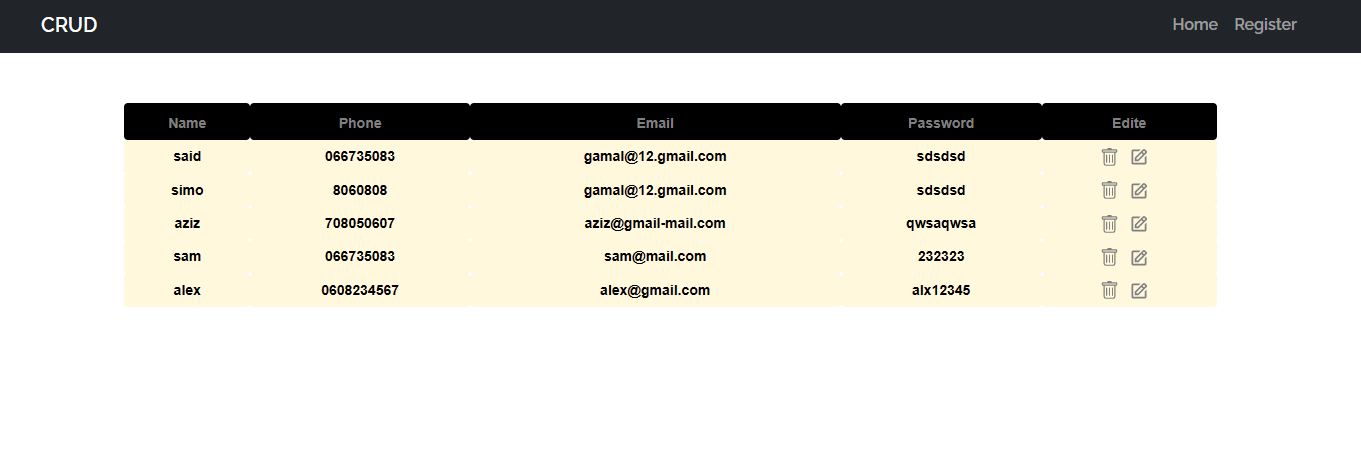 CRUD Home Register
Name Phone Email Password Edite
said 066735083 gamal@12.gmail.com sdsdsd
simo 8060808 gamal@12.gmail.com sdsdsd
aziz 708050607 aziz@gmail-mail.com qwsaqwsa
sam 066735083 sam@mail.com 232323
alex 0608234567 alex@gmail.com alx12345